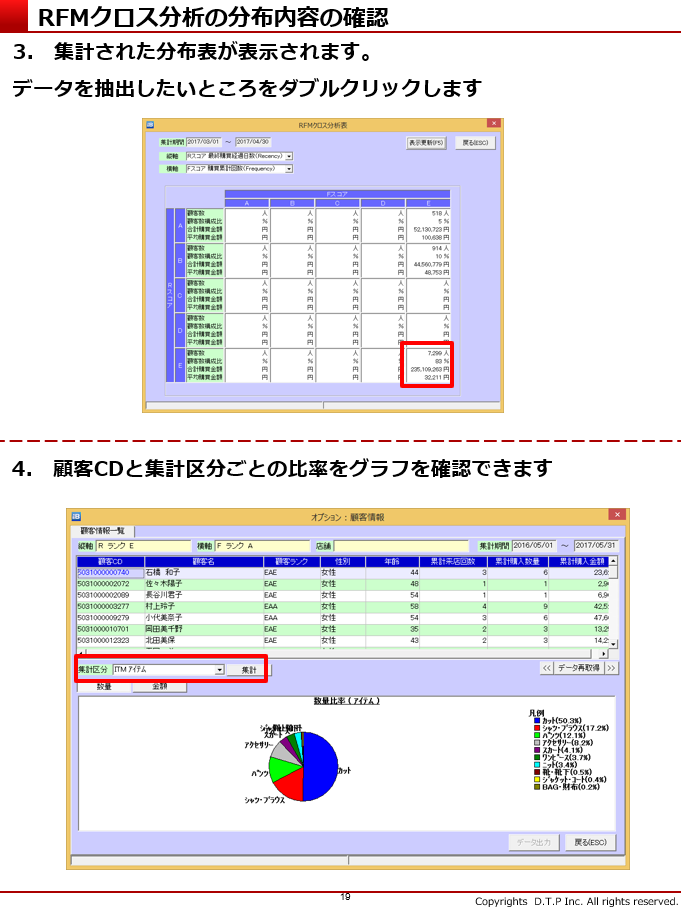 RFMクロス分析の分布内容の確認
3. 集計された分布表が表示されます。
データを抽出したいところをダブルクリックします
RFMクロス分析表
集計期間 2017/03/01 ～ 2017/04/30 表示更新(F5) 戻る(ESC)
縦軸 Rスコア 最終購買経過日数(Recency)
横軸 Fスコア 購買累計回数(Frequency)
Fスコア
A B C D E
Rスコア
A 顧客数 人 人 人 人 518 人
顧客数構成比 % % % % 5 %
合計購買金額 円 円 円 円 52,130,723 円
平均購買金額 円 円 円 円 100,638 円
B 顧客数 人 人 人 人 914 人
顧客数構成比 % % % % 10 %
合計購買金額 円 円 円 円 44,560,779 円
平均購買金額 円 円 円 円 48,753 円
C 顧客数 人 人 人 人 人
顧客数構成比 % % % % %
合計購買金額 円 円 円 円 円
平均購買金額 円 円 円 円 円
D 顧客数 人 人 人 人 人
顧客数構成比 % % % % %
合計購買金額 円 円 円 円 円
平均購買金額 円 円 円 円
E 顧客数 人 人 人 人 7,299 人
顧客数構成比 % % % % 83 %
合計購買金額 円 円 円 円 235,109,263 円
平均購買金額 円 円 円 円 32,211 円
4. 顧客CDと集計区分ごとの比率をグラフを確認できます
オプション：顧客情報
顧客情報一覧
縦軸 R ランク E 横軸 F ランク A 店舗 集計期間 2016/05/01 ～ 2017/05/31
顧客CD 顧客名 顧客ランク 性別 年齢 累計来店回数 累計購入数量 累計購入金額
5031000000740 石橋 和子 EAE 女性 44 3 6 23,6
5031000002072 佐々木陽子 EAE 女性 48 1 1 2,9
5031000002089 長谷川君子 EAE 女性 54 1 1 6,9
5031000003277 村上玲子 EAA 女性 58 4 9 42,5
5031000009279 小代美奈子 EAA 女性 54 3 6 47,6
5031000010701 岡田美千野 EAE 女性 35 2 3 13,2
5031000012323 北田美保 EAE 女性 43 2 3 14,2
集計区分 ITM アイテム 集計 << データ再取得 >>
数量 金額
数量比率（アイテム）
スカート
アクセサリー
パンツ
シャツ・ブラウス
カット
凡例
カット(50.3%)
シャツ・ブラウス(17.2%)
パンツ(12.1%)
アクセサリー(8.2%)
スカート(4.1%)
ワンピース(3.7%)
ニット(3.4%)
靴・靴下(0.5%)
ジャケット・コート(0.4%)
BAG・財布(0.2%)
データ出力 戻る(ESC)
19
Copyrights D.T.P Inc. All rights reserved.